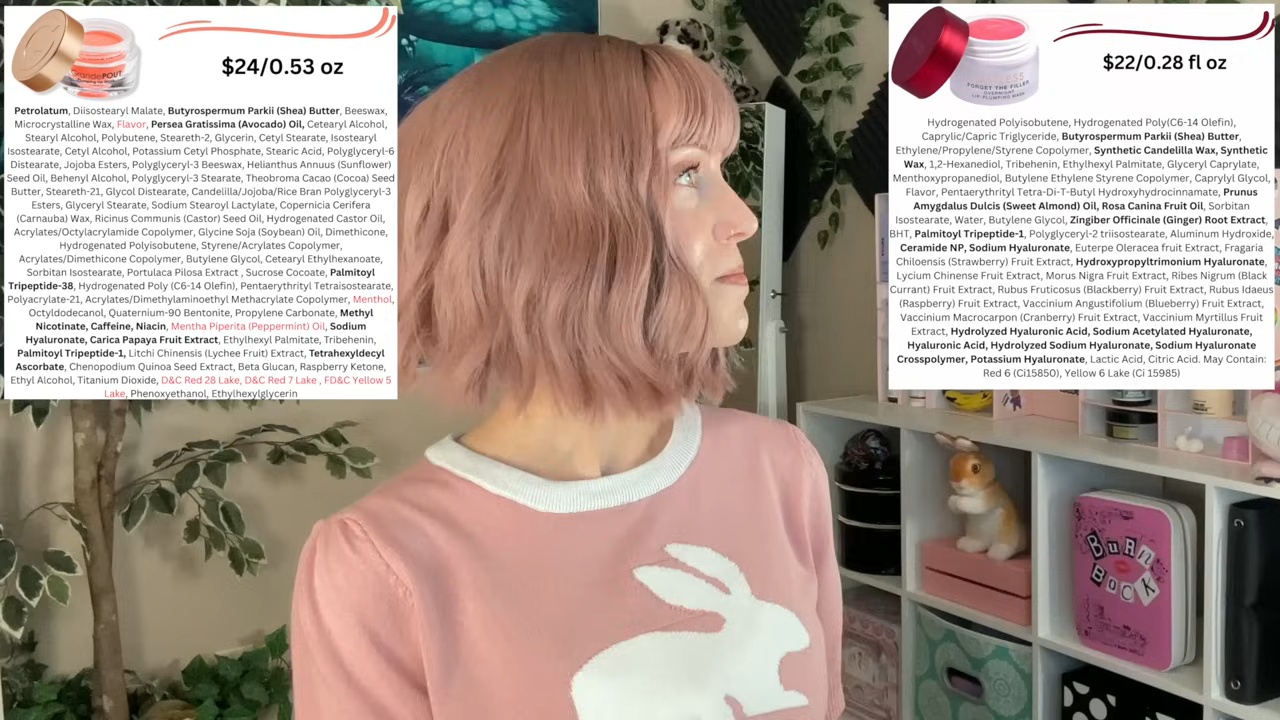 $24/0.53 oz
GrandePOUT
Petrolatum, Diisostearyl Malate, Butyrospermum Parkii (Shea) Butter, Beeswax,
Microcrystalline Wax, Flavor, Persea Gratissima (Avocado) Oil, Cetearyl Alcohol,
Stearyl Alcohol, Polybutene, Steareth-2, Glycerin, Cetyl Stearate, Isostearyl
Isostearate, Cetyl Alcohol, Potassium Cetyl Phosphate, Stearic Acid, Polyglyceryl-6
Distearate, Jojoba Esters, Polyglyceryl-3 Beeswax, Helianthus Annuus (Sunflower)
Seed Oil, Behenyl Alcohol, Polyglyceryl-3 Stearate, Theobroma Cacao (Cocoa) Seed
Butter, Steareth-21, Glycol Distearate, Candelilla/Jojoba/Rice Bran Polyglyceryl-3
Esters, Glyceryl Stearate, Sodium Stearoyl Lactylate, Copernicia Cerifera
(Carnauba) Wax, Ricinus Communis (Castor) Seed Oil, Hydrogenated Castor Oil,
Acrylates/Octylacrylamide Copolymer, Glycine Soja (Soybean) Oil, Dimethicone,
Hydrogenated Polyisobutene, Styrene/Acrylates Copolymer,
Acrylates/Dimethicone Copolymer, Butylene Glycol, Cetearyl Ethylhexanoate,
Sorbitan Isostearate, Portulaca Pilosa Extract , Sucrose Cocoate, Palmitoyl
Tripeptide-38, Hydrogenated Poly (C6-14 Olefin), Pentaerythrityl Tetraisostearate,
Polyacrylate-21, Acrylates/Dimethylaminoethyl Methacrylate Copolymer, Menthol,
Octyldodecanol, Quaternium-90 Bentonite, Propylene Carbonate, Methyl
Nicotinate, Caffeine, Niacin, Mentha Piperita (Peppermint) Oil, Sodium
Hyaluronate, Carica Papaya Fruit Extract, Ethylhexyl Palmitate, Tribehenin,
Palmitoyl Tripeptide-1, Litchi Chinensis (Lychee Fruit) Extract, Tetrahexyldecyl
Ascorbate, Chenopodium Quinoa Seed Extract, Beta Glucan, Raspberry Ketone,
Ethyl Alcohol, Titanium Dioxide, D&C Red 28 Lake, D&C Red 7 Lake , FD&C Yellow 5
Lake, Phenoxyethanol, Ethylhexylglycerin
$22/0.28 fl oz
FORGET THE FILLER
OVERNIGHT
LIP-PLUMPING MASK
Hydrogenated Polyisobutene, Hydrogenated Poly(C6-14 Olefin),
Caprylic/Capric Triglyceride, Butyrospermum Parkii (Shea) Butter,
Ethylene/Propylene/Styrene Copolymer, Synthetic Candelilla Wax, Synthetic
Wax, 1,2-Hexanediol, Tribehenin, Ethylhexyl Palmitate, Glyceryl Caprylate,
Menthoxypropanediol, Butylene Ethylene Styrene Copolymer, Caprylyl Glycol,
Flavor, Pentaerythrityl Tetra-Di-T-Butyl Hydroxyhydrocinnamate, Prunus
Amygdalus Dulcis (Sweet Almond) Oil, Rosa Canina Fruit Oil, Sorbitan
Isostearate, Water, Butylene Glycol, Zingiber Officinale (Ginger) Root Extract,
BHT, Palmitoyl Tripeptide-1, Polyglyceryl-2 triisostearate, Aluminum Hydroxide,
Ceramide NP, Sodium Hyaluronate, Euterpe Oleracea fruit Extract, Fragaria
Chiloensis (Strawberry) Fruit Extract, Hydroxypropyltrimonium Hyaluronate,
Lycium Chinense Fruit Extract, Morus Nigra Fruit Extract, Ribes Nigrum (Black
Currant) Fruit Extract, Rubus Fruticosus (Blackberry) Fruit Extract, Rubus Idaeus
(Raspberry) Fruit Extract, Vaccinium Angustifolium (Blueberry) Fruit Extract,
Vaccinium Macrocarpon (Cranberry) Fruit Extract, Vaccinium Myrtillus Fruit
Extract, Hydrolyzed Hyaluronic Acid, Sodium Acetylated Hyaluronate,
Hyaluronic Acid, Hydrolyzed Sodium Hyaluronate, Sodium Hyaluronate
Crosspolymer, Potassium Hyaluronate, Lactic Acid, Citric Acid. May Contain:
Red 6 (Ci15850), Yellow 6 Lake (Ci 15985)
BURN
BOOK